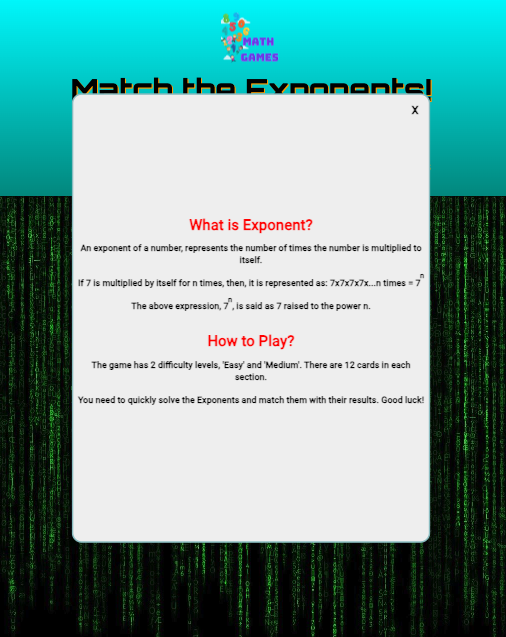 MATH
GAMES
Match the Exponents!
X
What is Exponent?
An exponent of a number, represents the number of times the number is multiplied to
itself.
If 7 is multiplied by itself for n times, then, it is represented as: 7x7x7x7x...n times = 7ⁿ
The above expression, 7ⁿ, is said as 7 raised to the power n.
How to Play?
The game has 2 difficulty levels, 'Easy' and 'Medium'. There are 12 cards in each
section.
You need to quickly solve the Exponents and match them with their results. Good luck!